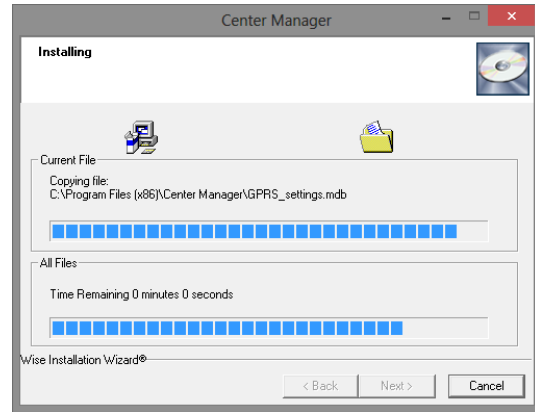 Center Manager
Installing
Current File
Copying file:
C:\Program Files (x86)\Center Manager\GPRS_settings.mdb
All Files
Time Remaining 0 minutes 0 seconds
Wise Installation Wizard®
< Back Next > Cancel